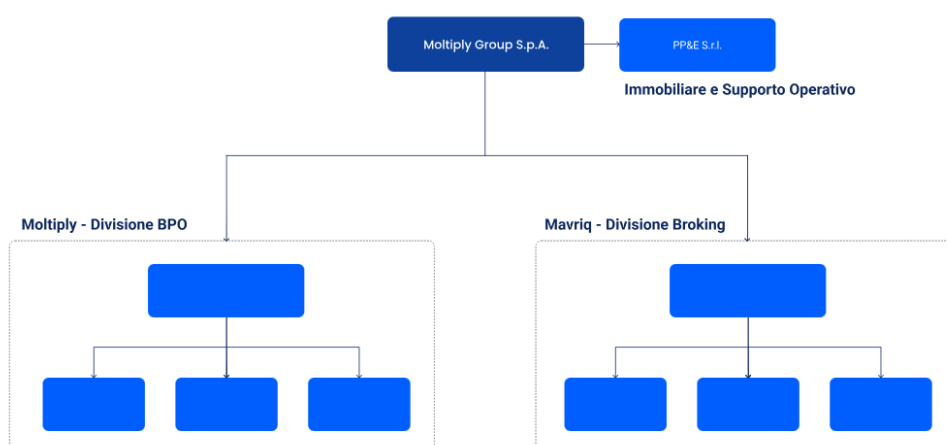 Moltiply Group S.p.A.
PP&E S.r.l.
Immobiliare e Supporto Operativo
Moltiply - Divisione BPO
Mavriq - Divisione Broking